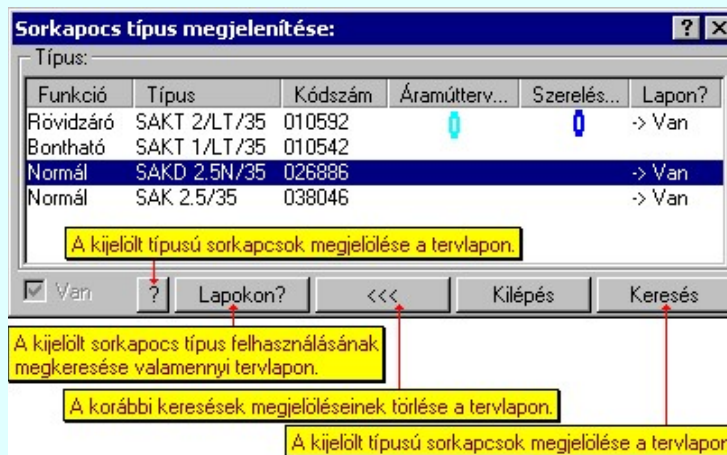 Sorkapocs típus megjelenítése:
Típus:
Funkció Típus Kódszám Áramútterv... Szerelés... Lapon?
Rövidzáró SAKT 2/LT/35 010592 -> Van
Bontható SAKT 1/LT/35 010542
Normál SAKD 2.5N/35 026886 -> Van
Normál SAK 2.5/35 038046 -> Van
A kijelölt típusú sorkapcsok megjelölése a tervlapon.
Van ? Lapokon? <<< Kilépés Keresés
A kijelölt sorkapocs típus felhasználásának
megkeresése valamennyi tervlapon.
A korábbi keresések megjelöléseinek törlése a tervlapon.
A kijelölt típusú sorkapcsok megjelölése a tervlapon